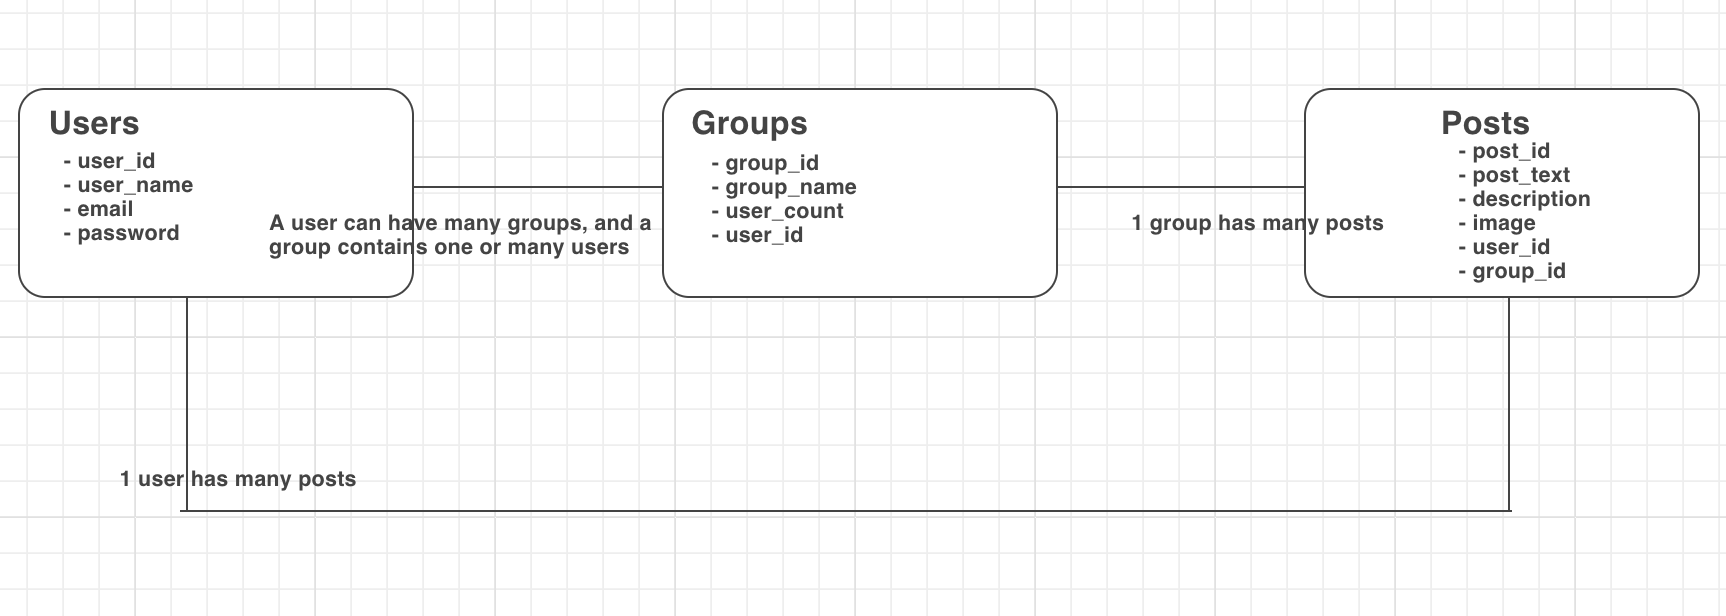 Users
- user_id
- user_name
- email
- password
A user can have many groups, and a
group contains one or many users
Groups
- group_id
- group_name
- user_count
- user_id
1 group has many posts
Posts
- post_id
- post_text
- description
- image
- user_id
- group_id
1 user has many posts